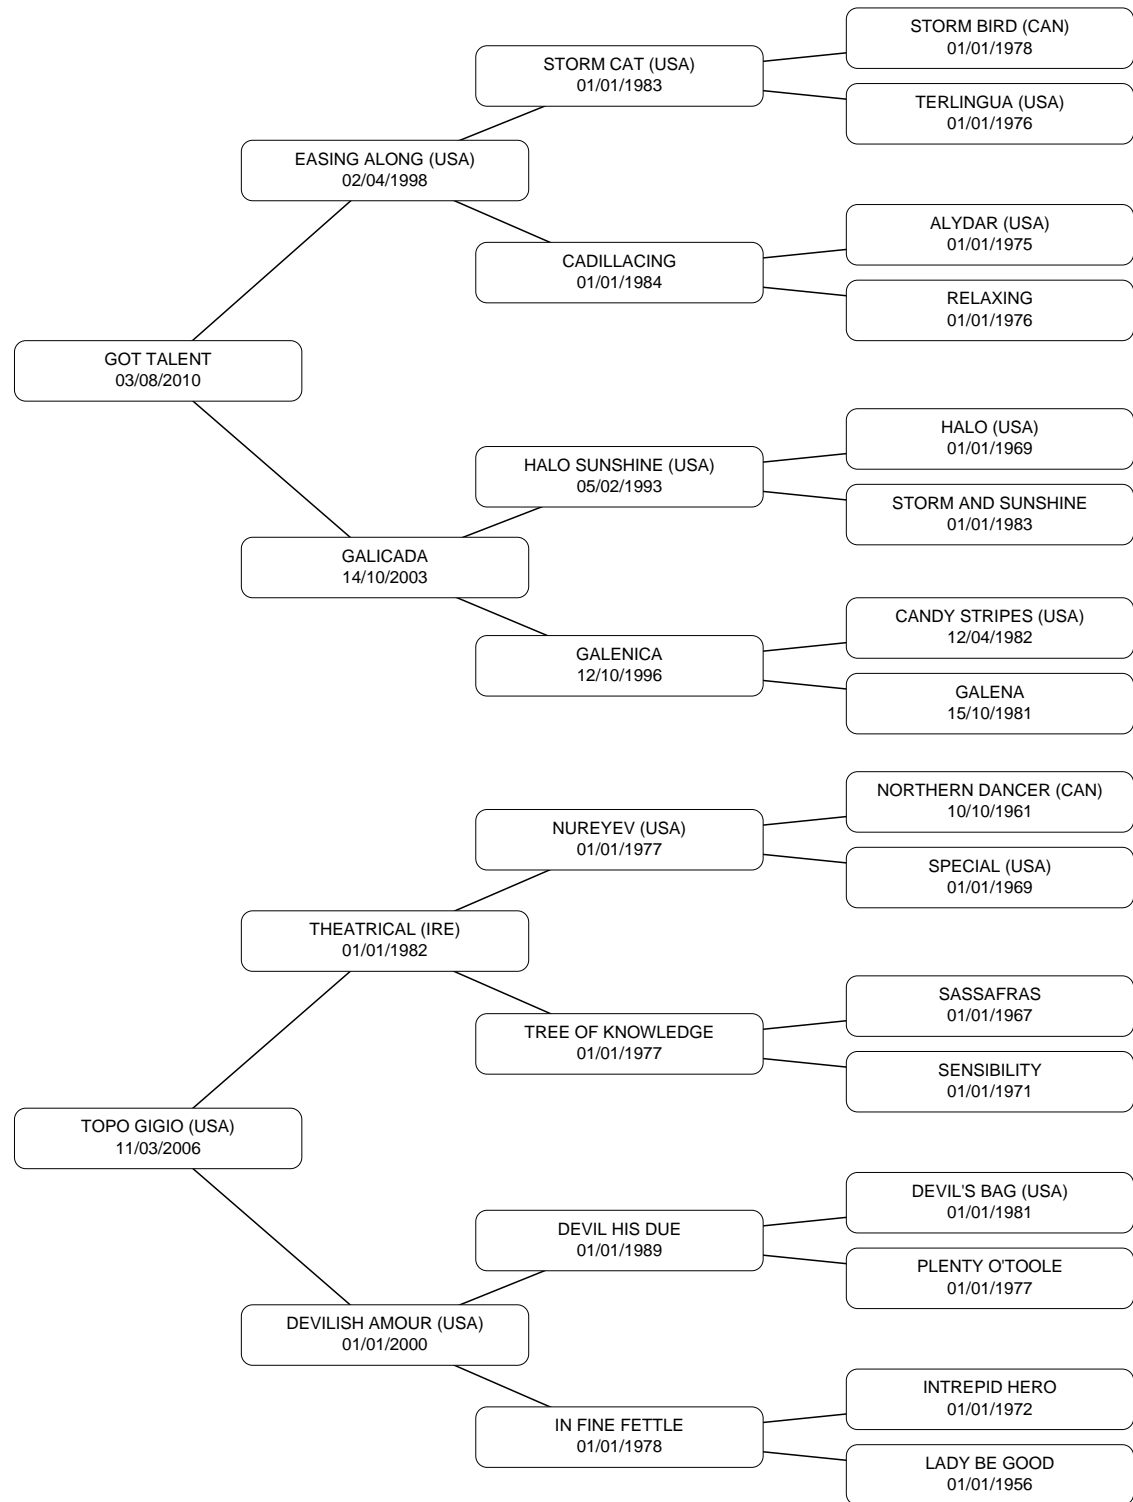 STORM BIRD (CAN)
01/01/1978
STORM CAT (USA)
01/01/1983
TERLINGUA (USA)
01/01/1976
EASING ALONG (USA)
02/04/1998
ALYDAR (USA)
01/01/1975
CADILLACING
01/01/1984
RELAXING
01/01/1976
GOT TALENT
03/08/2010
HALO (USA)
01/01/1969
HALO SUNSHINE (USA)
05/02/1993
STORM AND SUNSHINE
01/01/1983
GALICADA
14/10/2003
CANDY STRIPES (USA)
12/04/1982
GALENICA
12/10/1996
GALENA
15/10/1981
NORTHERN DANCER (CAN)
10/10/1961
NUREYEV (USA)
01/01/1977
SPECIAL (USA)
01/01/1969
THEATRICAL (IRE)
01/01/1982
SASSAFRAS
01/01/1967
TREE OF KNOWLEDGE
01/01/1977
SENSIBILITY
01/01/1971
TOPO GIGIO (USA)
11/03/2006
DEVIL'S BAG (USA)
01/01/1981
DEVIL HIS DUE
01/01/1989
PLENTY O'TOOLE
01/01/1977
DEVILISH AMOUR (USA)
01/01/2000
INTREPID HERO
01/01/1972
IN FINE FETTLE
01/01/1978
LADY BE GOOD
01/01/1956